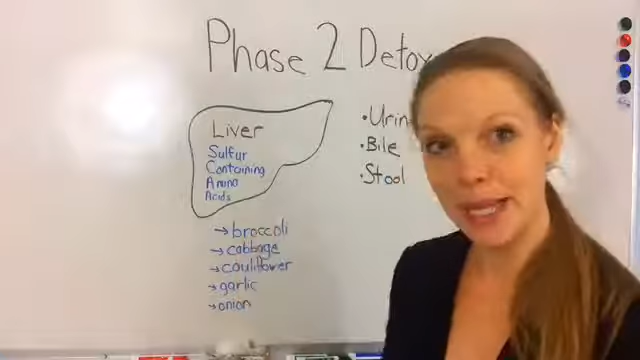 Phase 2 Detox
Liver
Sulfur
Containing
Amino
Acids
• Urin
• Bile
• Stool
→ broccoli
→ cabbage
→ cauliflower
→ garlic
→ onion